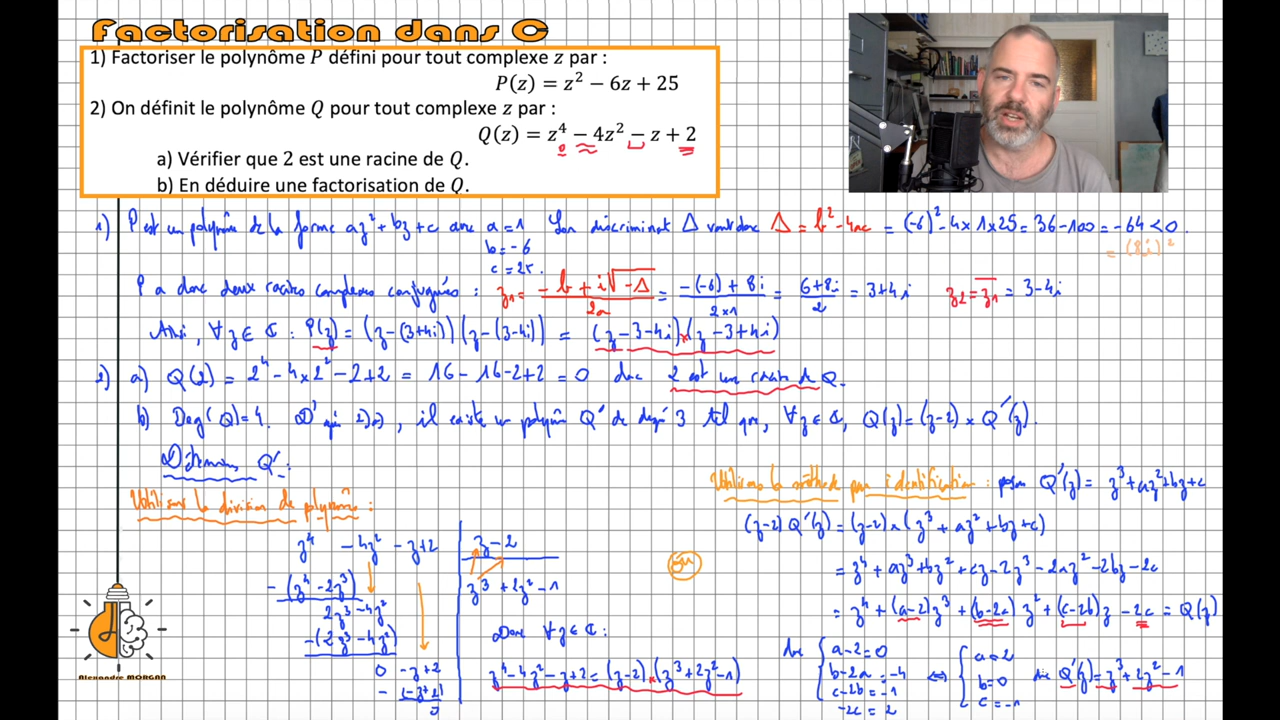 Factorisation dans C
1) Factoriser le polynôme P défini pour tout complexe z par :
P(z) = z² − 6z + 25
2) On définit le polynôme Q pour tout complexe z par :
Q(z) = z⁴ − 4z² − z + 2
a) Vérifier que 2 est une racine de Q.
b) En déduire une factorisation de Q.
1) P est un polynôme de la forme az² + bz + c avec a = 1 Son discriminant Δ vaut donc Δ = b² − 4ac = (−6)² − 4 × 1 × 25 = 36 − 100 = −64 < 0
b = −6
c = 25.
= (8i)²
P a donc deux racines complexes conjuguées : z₁ = (−b + i√−Δ)/2a = (−(−6) + 8i)/(2×1) = (6+8i)/2 = 3+4i z₂ = z̅₁ = 3−4i
Ainsi, ∀z ∈ ℂ : P(z) = (z−(3+4i))(z−(3−4i)) = (z−3−4i)×(z−3+4i)
2) a) Q(2) = 2⁴ − 4×2² − 2 + 2 = 16 − 16 − 2 + 2 = 0 donc 2 est une racine de Q.
b) Deg(Q) = 4. D'après 2)a), il existe un polynôme Q' de degré 3 tel que, ∀z ∈ ℂ, Q(z) = (z−2) × Q'(z).
Déterminons Q' :
Utilisons la division de polynôme :
z⁴ − 4z² − z + 2 | z − 2
− (z⁴ − 2z³) | z³ + 2z² − 1
2z³ − 4z²
− (2z³ − 4z²)
0 − z + 2
− (−z+2)
0
Donc ∀z ∈ ℂ :
z⁴ − 4z² − z + 2 = (z−2)×(z³ + 2z² − 1)
ou
Utilisons la méthode par identification : posons Q'(z) = z³ + az² + bz + c
(z−2) Q'(z) = (z−2) × (z³ + az² + bz + c)
= z⁴ + az³ + bz² + cz − 2z³ − 2az² − 2bz − 2c
= z⁴ + (a−2)z³ + (b−2a) z² + (c−2b)z − 2c = Q(z)
donc { a − 2 = 0 ⇔ { a = 2 donc Q'(z) = z³ + 2z² − 1
b − 2a = −4 b = 0
c − 2b = −1 c = −1
−2c = 2
Alexandre MORGAN